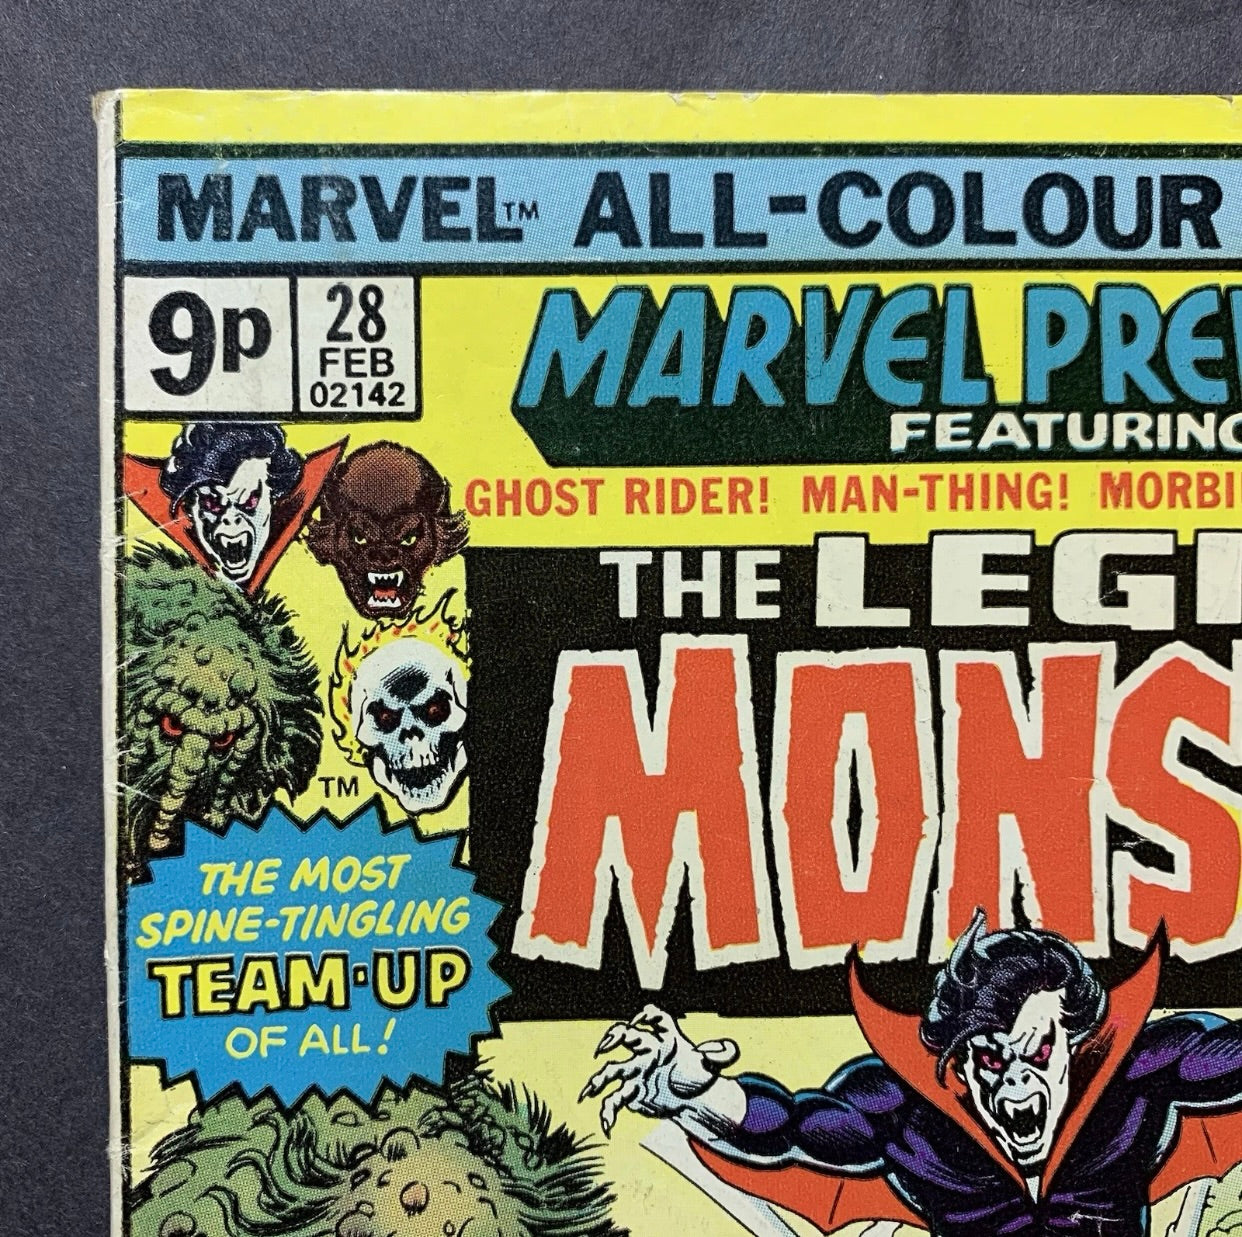 MARVEL™ ALL-COLOUR
9p
28
FEB
02142
MARVEL PREV
FEATURING
GHOST RIDER! MAN-THING! MORBI
THE LEGI
MONS
TM
THE MOST
SPINE-TINGLING
TEAM-UP
OF ALL!